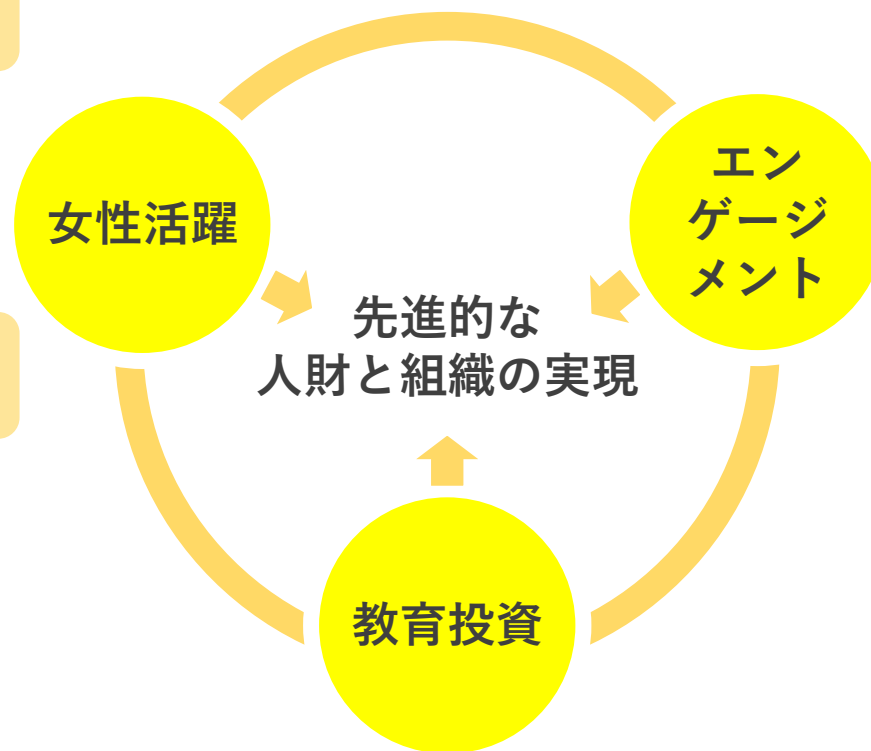 女性活躍
エン
ゲージ
メント
先進的な
人財と組織の実現
教育投資